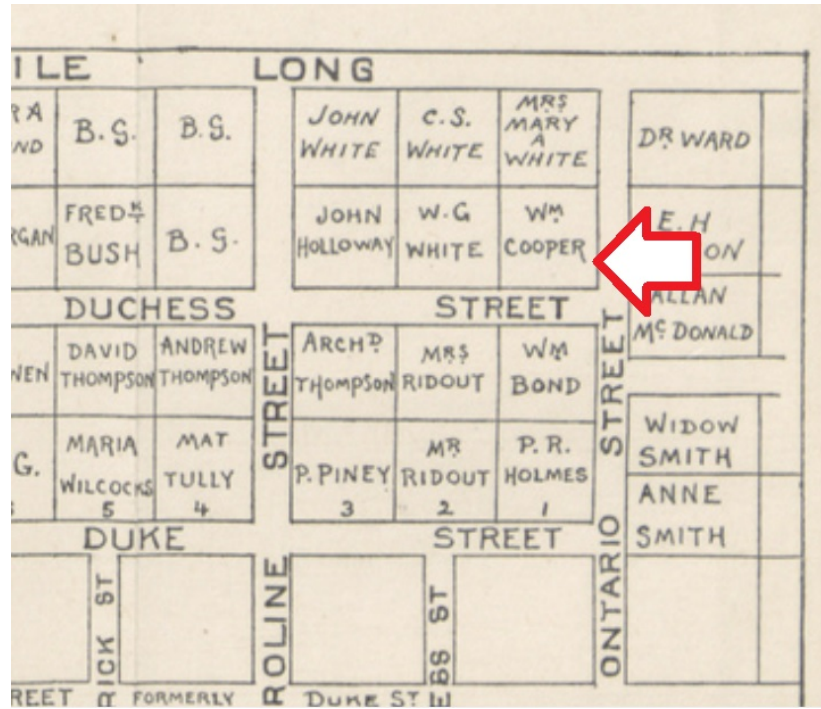 ILE LONG
B.G.
B.G.
JOHN
WHITE
C.S.
WHITE
MRS
MARY
A
WHITE
DR WARD
FREDK
BUSH
B.G.
JOHN
HOLLOWAY
W.G
WHITE
WM
COOPER
E.H
ON
ALLAN
MC DONALD
DUCHESS STREET
DAVID
THOMPSON
ANDREW
THOMPSON
STREET
ARCHD
THOMPSON
MRS
RIDOUT
WM
BOND
MARIA
WILCOCKS
5
MAT
TULLY
4
P. PINEY
3
MR
RIDOUT
2
P. R.
HOLMES
1
ONTARIO STREET
WIDOW
SMITH
ANNE
SMITH
G.
DUKE STREET
RICK ST
ROLINE
ESS ST
REET FORMERLY DUKE ST